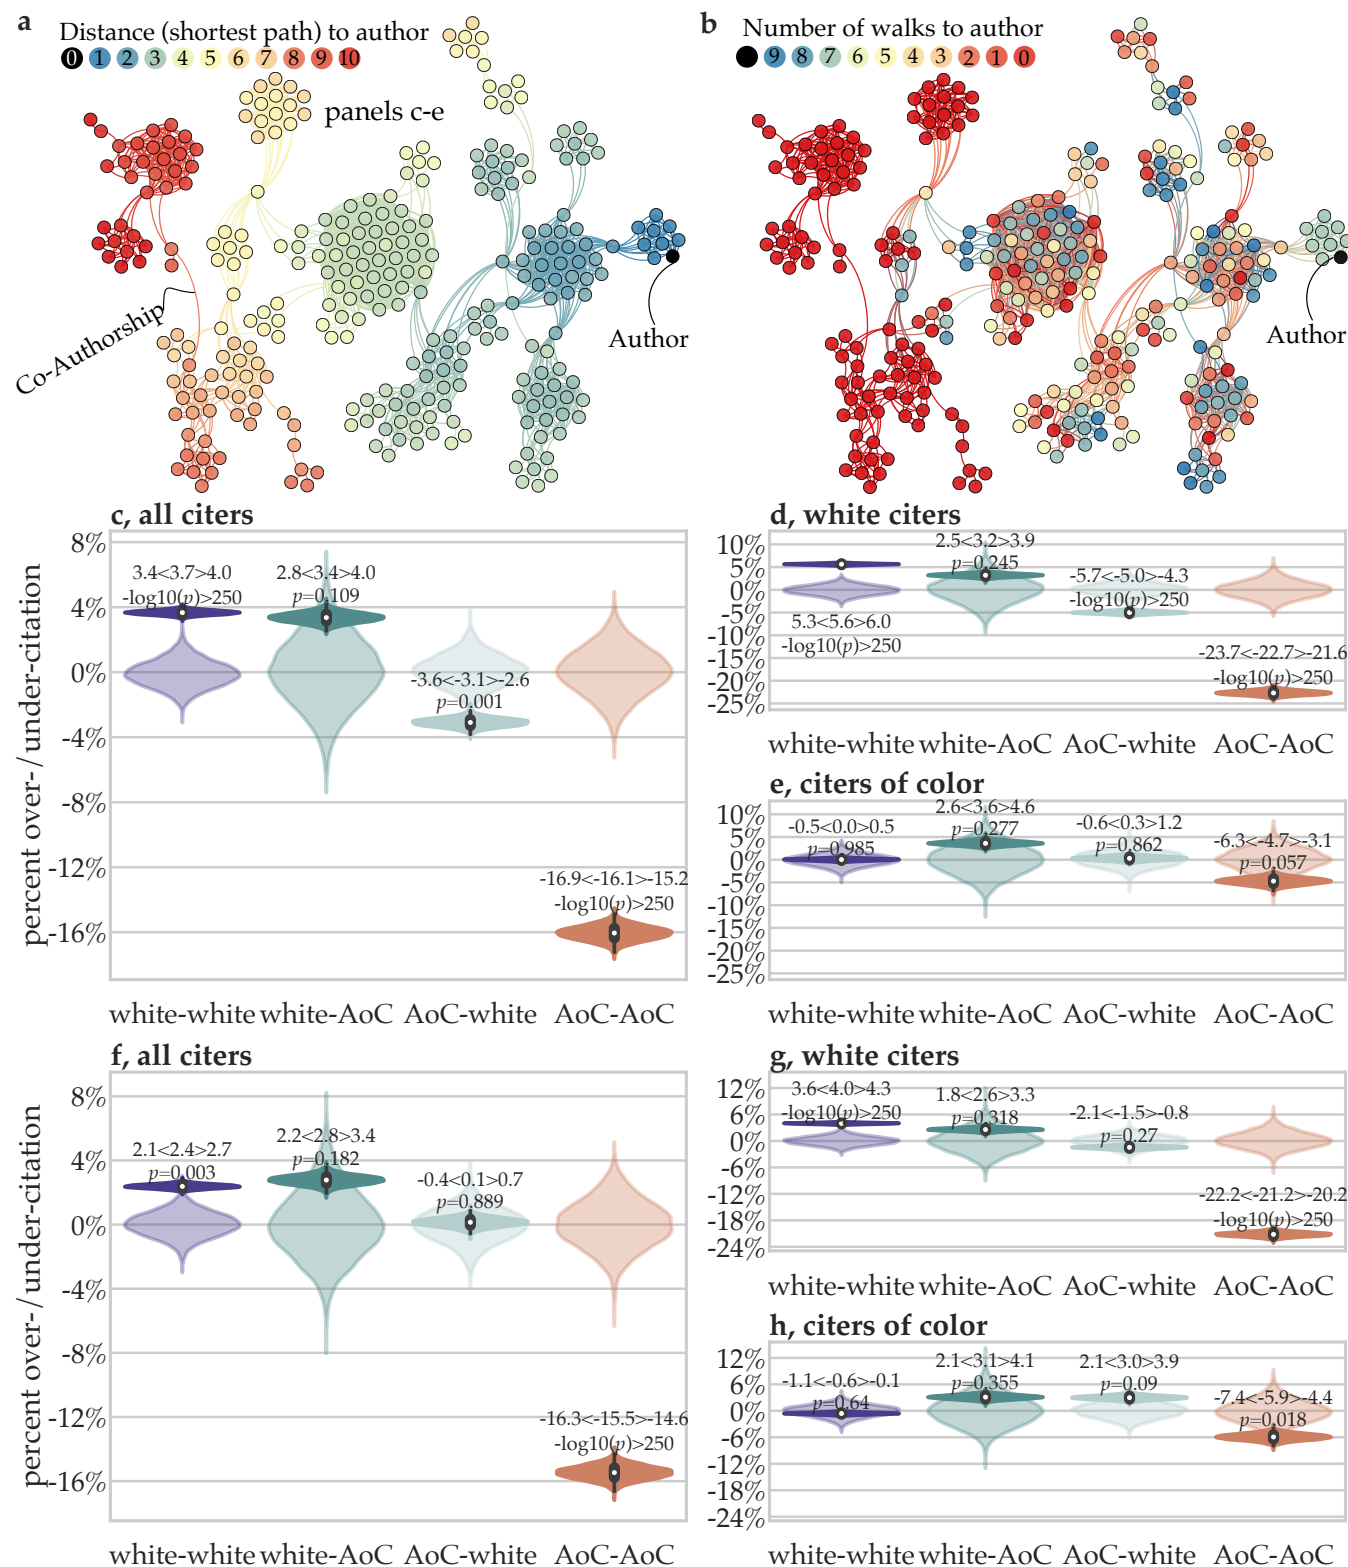 a
Distance (shortest path) to author
0 1 2 3 4 5 6 7 8 9 10
panels c-e
Co-Authorship
Author
b
Number of walks to author
9 8 7 6 5 4 3 2 1 0
Author
c, all citers
percent over-/under-citation
8%
4%
0%
-4%
-8%
-12%
-16%
3.4<3.7>4.0
-log10(p)>250
2.8<3.4>4.0
p=0.109
-3.6<-3.1>-2.6
p=0.001
-16.9<-16.1>-15.2
-log10(p)>250
white-white white-AoC AoC-white AoC-AoC
d, white citers
10%
5%
0%
-5%
-10%
-15%
-20%
-25%
5.3<5.6>6.0
-log10(p)>250
2.5<3.2>3.9
p=0.245
-5.7<-5.0>-4.3
-log10(p)>250
-23.7<-22.7>-21.6
-log10(p)>250
white-white white-AoC AoC-white AoC-AoC
e, citers of color
10%
5%
0%
-5%
-10%
-15%
-20%
-25%
-0.5<0.0>0.5
p=0.985
2.6<3.6>4.6
p=0.277
-0.6<0.3>1.2
p=0.862
-6.3<-4.7>-3.1
p=0.057
white-white white-AoC AoC-white AoC-AoC
f, all citers
percent over-/under-citation
8%
4%
0%
-4%
-8%
-12%
-16%
2.1<2.4>2.7
p=0.003
2.2<2.8>3.4
p=0.182
-0.4<0.1>0.7
p=0.889
-16.3<-15.5>-14.6
-log10(p)>250
white-white white-AoC AoC-white AoC-AoC
g, white citers
12%
6%
0%
-6%
-12%
-18%
-24%
3.6<4.0>4.3
-log10(p)>250
1.8<2.6>3.3
p=0.318
-2.1<-1.5>-0.8
p=0.27
-22.2<-21.2>-20.2
-log10(p)>250
white-white white-AoC AoC-white AoC-AoC
h, citers of color
12%
6%
0%
-6%
-12%
-18%
-24%
-1.1<-0.6>-0.1
p=0.64
2.1<3.1>4.1
p=0.355
2.1<3.0>3.9
p=0.09
-7.4<-5.9>-4.4
p=0.018
white-white white-AoC AoC-white AoC-AoC